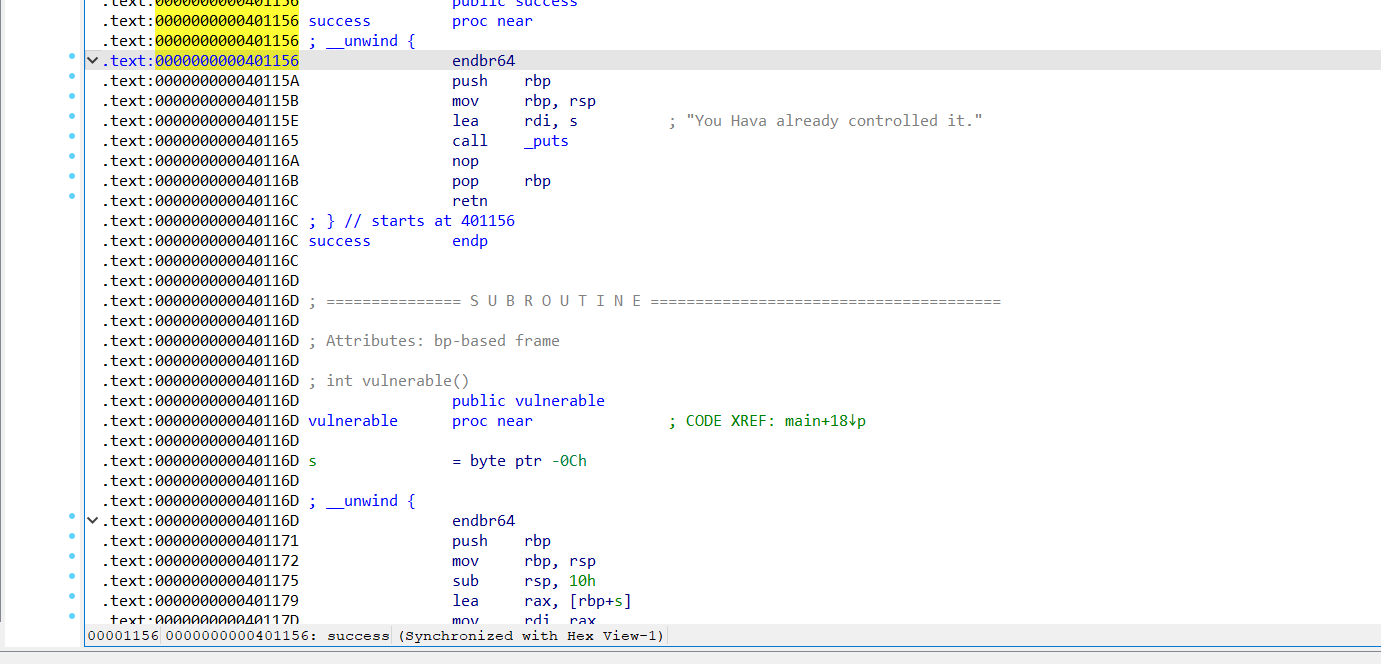 .text:0000000000401156                 public success
.text:0000000000401156 success         proc near
.text:0000000000401156 ; __unwind {
.text:0000000000401156                 endbr64
.text:000000000040115A                 push    rbp
.text:000000000040115B                 mov     rbp, rsp
.text:000000000040115E                 lea     rdi, s          ; "You Hava already controlled it."
.text:0000000000401165                 call    _puts
.text:000000000040116A                 nop
.text:000000000040116B                 pop     rbp
.text:000000000040116C                 retn
.text:000000000040116C ; } // starts at 401156
.text:000000000040116C success         endp
.text:000000000040116C
.text:000000000040116D
.text:000000000040116D ; =============== S U B R O U T I N E =======================================
.text:000000000040116D
.text:000000000040116D ; Attributes: bp-based frame
.text:000000000040116D
.text:000000000040116D ; int vulnerable()
.text:000000000040116D                 public vulnerable
.text:000000000040116D vulnerable      proc near               ; CODE XREF: main+18↓p
.text:000000000040116D
.text:000000000040116D s               = byte ptr -0Ch
.text:000000000040116D
.text:000000000040116D ; __unwind {
.text:000000000040116D                 endbr64
.text:0000000000401171                 push    rbp
.text:0000000000401172                 mov     rbp, rsp
.text:0000000000401175                 sub     rsp, 10h
.text:0000000000401179                 lea     rax, [rbp+s]
.text:000000000040117D                 mov     rdi, rax
00001156 0000000000401156: success (Synchronized with Hex View-1)